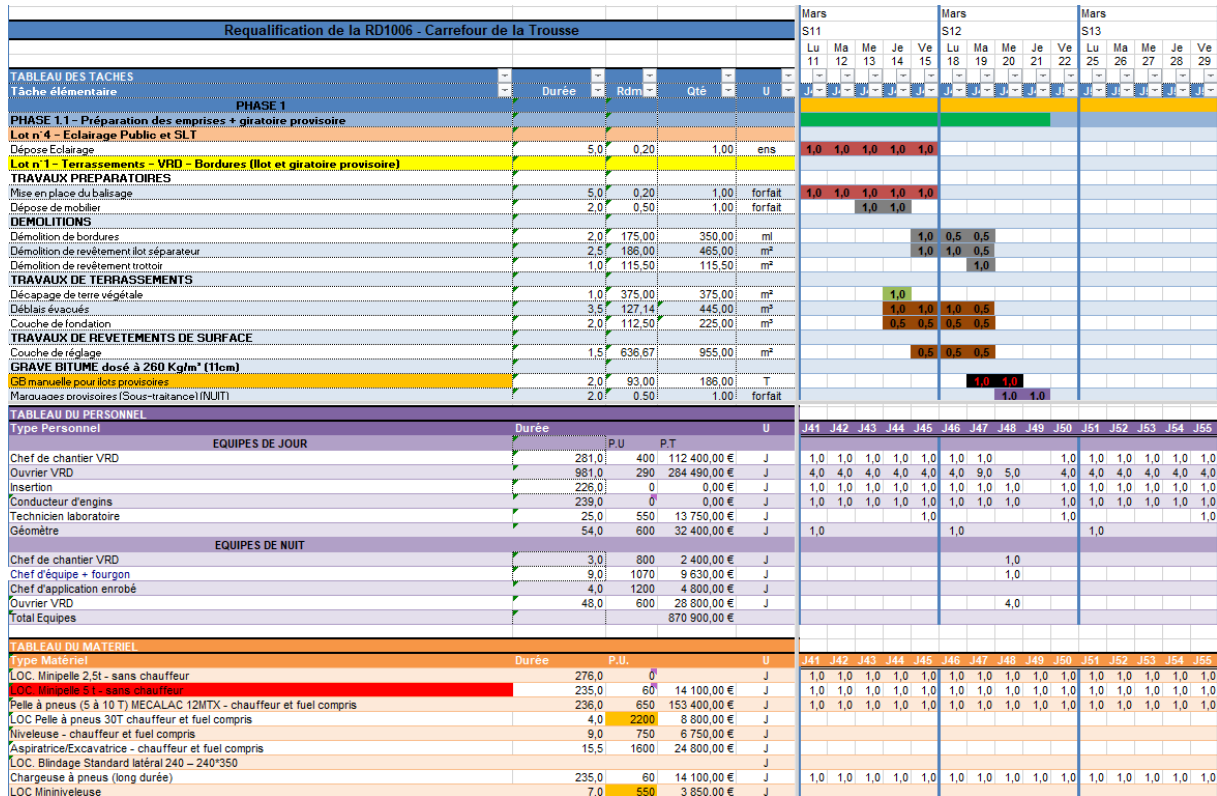 Mars Mars Mars
Requalification de la RD1006 - Carrefour de la Trousse S11 S12 S13
Lu Ma Me Je Ve Lu Ma Me Je Ve Lu Ma Me Je Ve
11 12 13 14 15 18 19 20 21 22 25 26 27 28 29
TABLEAU DES TACHES
Tâche élémentaire Durée Rdm Qté U
PHASE 1
PHASE 1.1 - Préparation des emprises + giratoire provisoire
Lot n°4 - Eclairage Public et SLT
Dépose Eclairage 5,0 0,20 1,00 ens 1,0 1,0 1,0 1,0 1,0
Lot n°1 - Terrassements - VRD - Bordures (Ilot et giratoire provisoire)
TRAVAUX PREPARATOIRES
Mise en place du balisage 5,0 0,20 1,00 forfait 1,0 1,0 1,0 1,0 1,0
Dépose de mobilier 2,0 0,50 1,00 forfait 1,0 1,0
DEMOLITIONS
Démolition de bordures 2,0 175,00 350,00 ml 1,0 0,5 0,5
Démolition de revêtement ilot séparateur 2,5 186,00 465,00 m² 1,0 1,0 0,5
Démolition de revêtement trottoir 1,0 115,50 115,50 m² 1,0
TRAVAUX DE TERRASSEMENTS
Décapage de terre végétale 1,0 375,00 375,00 m² 1,0
Déblais évacués 3,5 127,14 445,00 m³ 1,0 1,0 1,0 0,5
Couche de fondation 2,0 112,50 225,00 m³ 0,5 0,5 0,5 0,5
TRAVAUX DE REVETEMENTS DE SURFACE
Couche de réglage 1,5 636,67 955,00 m² 0,5 0,5 0,5
GRAVE BITUME dosé à 260 Kg/m² (11cm)
GB manuelle pour ilots provisoires 2,0 93,00 186,00 T 1,0 1,0
Marquages provisoires (Sous-traitance) (NUIT) 2,0 0,50 1,00 forfait 1,0 1,0
TABLEAU DU PERSONNEL
Type Personnel Durée U J41 J42 J43 J44 J45 J46 J47 J48 J49 J50 J51 J52 J53 J54 J55
EQUIPES DE JOUR P.U P.T
Chef de chantier VRD 281,0 400 112 400,00 € J 1,0 1,0 1,0 1,0 1,0 1,0 1,0 1,0 1,0 1,0 1,0 1,0 1,0
Ouvrier VRD 981,0 290 284 490,00 € J 4,0 4,0 4,0 4,0 4,0 4,0 9,0 5,0 4,0 4,0 4,0 4,0 4,0 4,0
Insertion 226,0 0 0,00 € J 1,0 1,0 1,0 1,0 1,0 1,0 1,0 1,0 1,0 1,0 1,0 1,0 1,0 1,0
Conducteur d'engins 239,0 0 0,00 € J 1,0 1,0 1,0 1,0 1,0 1,0 1,0 1,0 1,0 1,0 1,0 1,0 1,0 1,0
Technicien laboratoire 25,0 550 13 750,00 € J 1,0 1,0 1,0
Géomètre 54,0 600 32 400,00 € J 1,0 1,0 1,0
EQUIPES DE NUIT
Chef de chantier VRD 3,0 800 2 400,00 € J 1,0
Chef d'équipe + fourgon 9,0 1070 9 630,00 € J 1,0
Chef d'application enrobé 4,0 1200 4 800,00 € J
Ouvrier VRD 48,0 600 28 800,00 € J 4,0
Total Equipes 870 900,00 €
TABLEAU DU MATERIEL
Type Matériel Durée P.U. U J41 J42 J43 J44 J45 J46 J47 J48 J49 J50 J51 J52 J53 J54 J55
LOC. Minipelle 2,5t - sans chauffeur 276,0 0 J 1,0 1,0 1,0 1,0 1,0 1,0 1,0 1,0 1,0 1,0 1,0 1,0 1,0 1,0 1,0
LOC. Minipelle 5 t - sans chauffeur 235,0 60 14 100,00 € J 1,0 1,0 1,0 1,0 1,0 1,0 1,0 1,0 1,0 1,0 1,0 1,0 1,0 1,0 1,0
Pelle à pneus (5 à 10 T) MECALAC 12MTX - chauffeur et fuel compris 236,0 650 153 400,00 € J 1,0 1,0 1,0 1,0 1,0 1,0 1,0 1,0 1,0 1,0 1,0 1,0 1,0 1,0 1,0
LOC Pelle à pneus 30T chauffeur et fuel compris 4,0 2200 8 800,00 € J
Niveleuse - chauffeur et fuel compris 9,0 750 6 750,00 € J
Aspiratrice/Excavatrice - chauffeur et fuel compris 15,5 1600 24 800,00 € J
LOC. Blindage Standard latéral 240 – 240*350 J
Chargeuse à pneus (long durée) 235,0 60 14 100,00 € J 1,0 1,0 1,0 1,0 1,0 1,0 1,0 1,0 1,0 1,0 1,0 1,0 1,0 1,0 1,0
LOC Mininiveleuse 7,0 550 3 850,00 € J